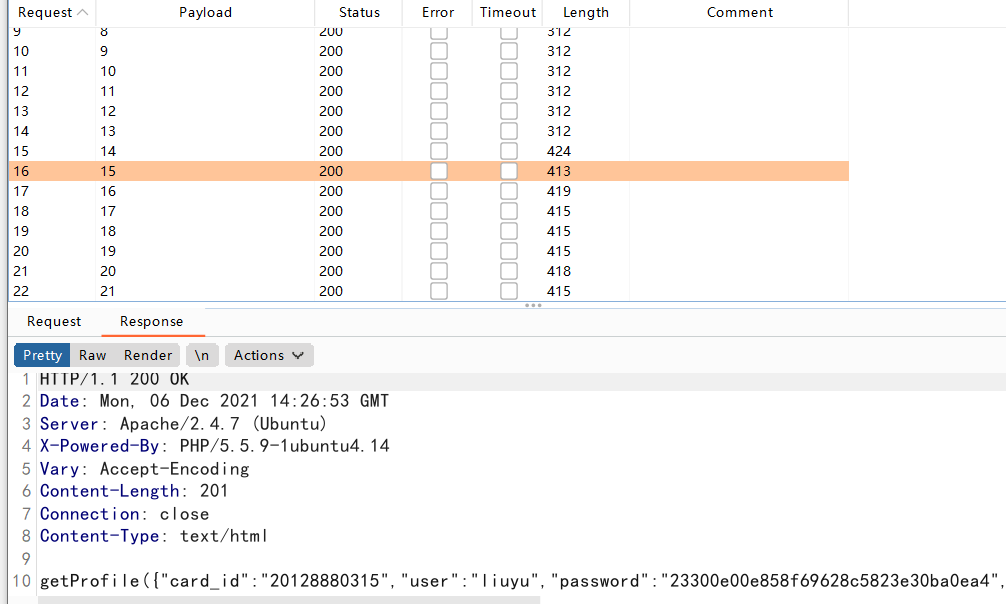 Request Payload Status Error Timeout Length Comment
9 8 200 312
10 9 200 312
11 10 200 312
12 11 200 312
13 12 200 312
14 13 200 312
15 14 200 424
16 15 200 413
17 16 200 419
18 17 200 415
19 18 200 415
20 19 200 415
21 20 200 418
22 21 200 415
Request Response
Pretty Raw Render \n Actions
1 HTTP/1.1 200 OK
2 Date: Mon, 06 Dec 2021 14:26:53 GMT
3 Server: Apache/2.4.7 (Ubuntu)
4 X-Powered-By: PHP/5.5.9-1ubuntu4.14
5 Vary: Accept-Encoding
6 Content-Length: 201
7 Connection: close
8 Content-Type: text/html
9
10 getProfile({"card_id":"20128880315","user":"liuyu","password":"23300e00e858f69628c5823e30ba0ea4",